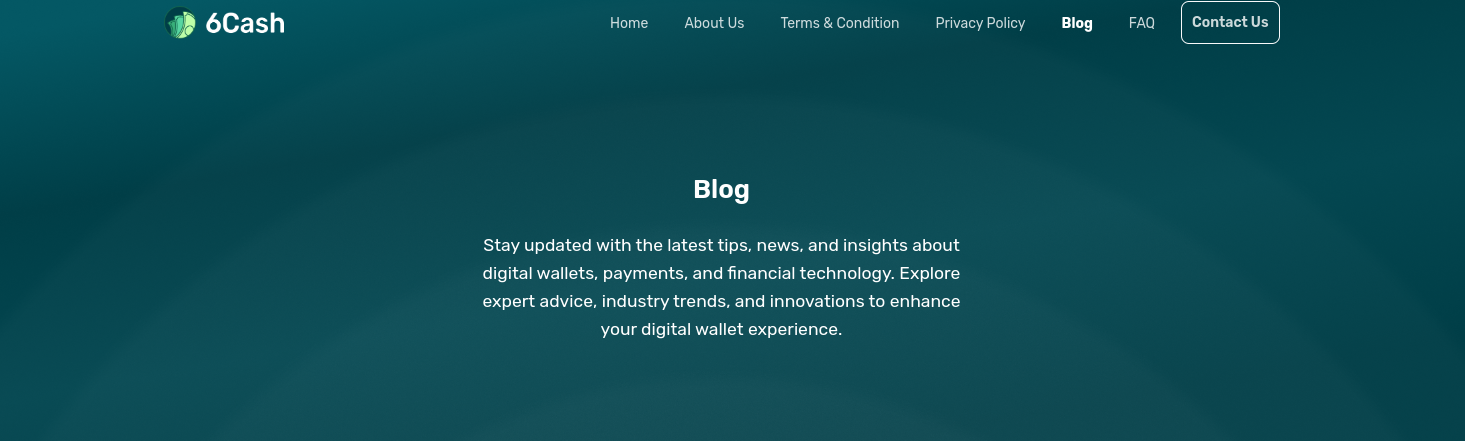 6Cash Home About Us Terms & Condition Privacy Policy Blog FAQ Contact Us
Blog
Stay updated with the latest tips, news, and insights about
digital wallets, payments, and financial technology. Explore
expert advice, industry trends, and innovations to enhance
your digital wallet experience.